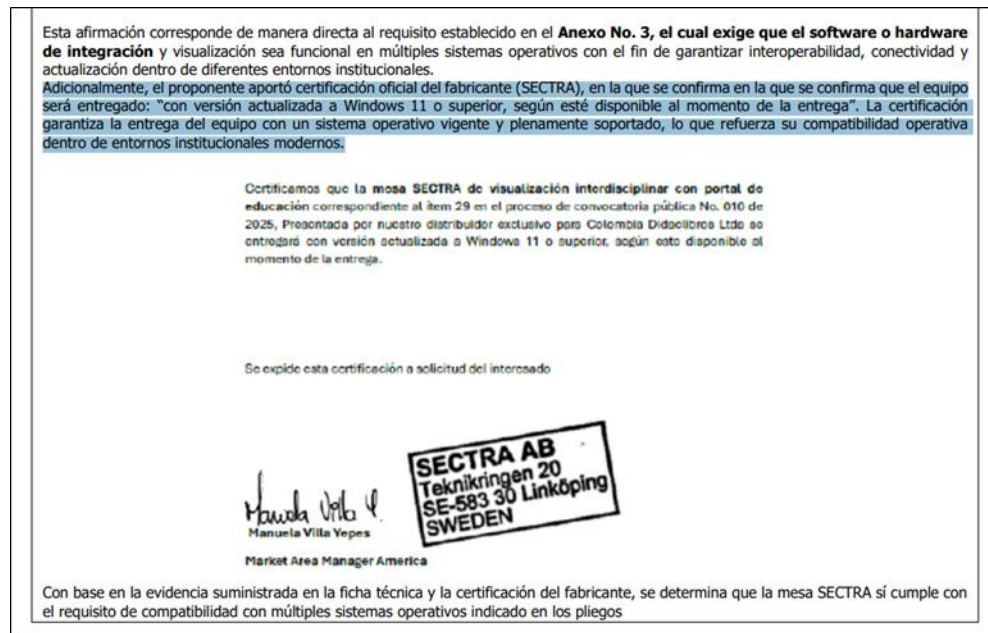 Esta afirmación corresponde de manera directa al requisito establecido en el Anexo No. 3, el cual exige que el software o hardware
de integración y visualización sea funcional en múltiples sistemas operativos con el fin de garantizar interoperabilidad, conectividad y
actualización dentro de diferentes entornos institucionales.
Adicionalmente, el proponente aportó certificación oficial del fabricante (SECTRA), en la que se confirma en la que se confirma que el equipo
será entregado: “con versión actualizada a Windows 11 o superior, según esté disponible al momento de la entrega”. La certificación
garantiza la entrega del equipo con un sistema operativo vigente y plenamente soportado, lo que refuerza su compatibilidad operativa
dentro de entornos institucionales modernos.
Certificamos que la mesa SECTRA de visualización interdisciplinar con portal de
educación correspondiente al ítem 29 en el proceso de convocatoria pública No. 010 de
2025, Presentada por nuestro distribuidor exclusivo para Colombia Didaclibros Ltda se
entregará con versión actualizada a Windows 11 o superior, según este disponible al
momento de la entrega.
Se expide esta certificación a solicitud del interesado
SECTRA AB
Teknikringen 20
SE-583 30 Linköping
SWEDEN
Manuela Villa Y.
Manuela Villa Yepes
Market Area Manager America
Con base en la evidencia suministrada en la ficha técnica y la certificación del fabricante, se determina que la mesa SECTRA sí cumple con
el requisito de compatibilidad con múltiples sistemas operativos indicado en los pliegos